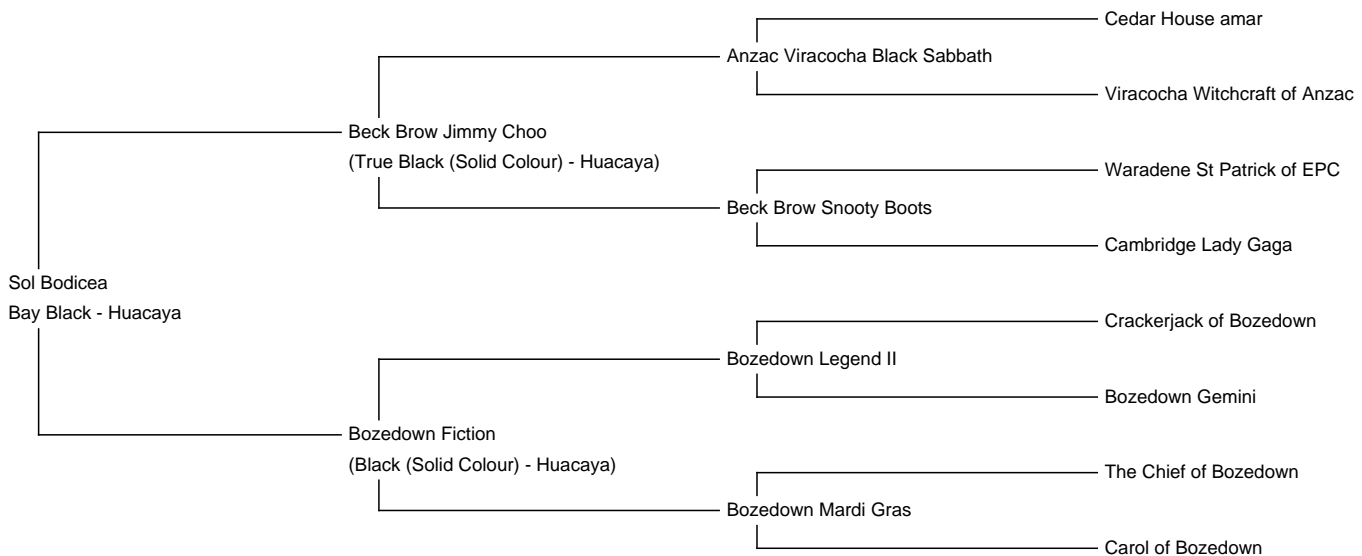 Cedar House amar
Anzac Viracocha Black Sabbath
Viracocha Witchcraft of Anzac
Beck Brow Jimmy Choo
(True Black (Solid Colour) - Huacaya)
Waradene St Patrick of EPC
Beck Brow Snooty Boots
Cambridge Lady Gaga
Sol Bodicea
Bay Black - Huacaya
Crackerjack of Bozedown
Bozedown Legend II
Bozedown Gemini
Bozedown Fiction
(Black (Solid Colour) - Huacaya)
The Chief of Bozedown
Bozedown Mardi Gras
Carol of Bozedown